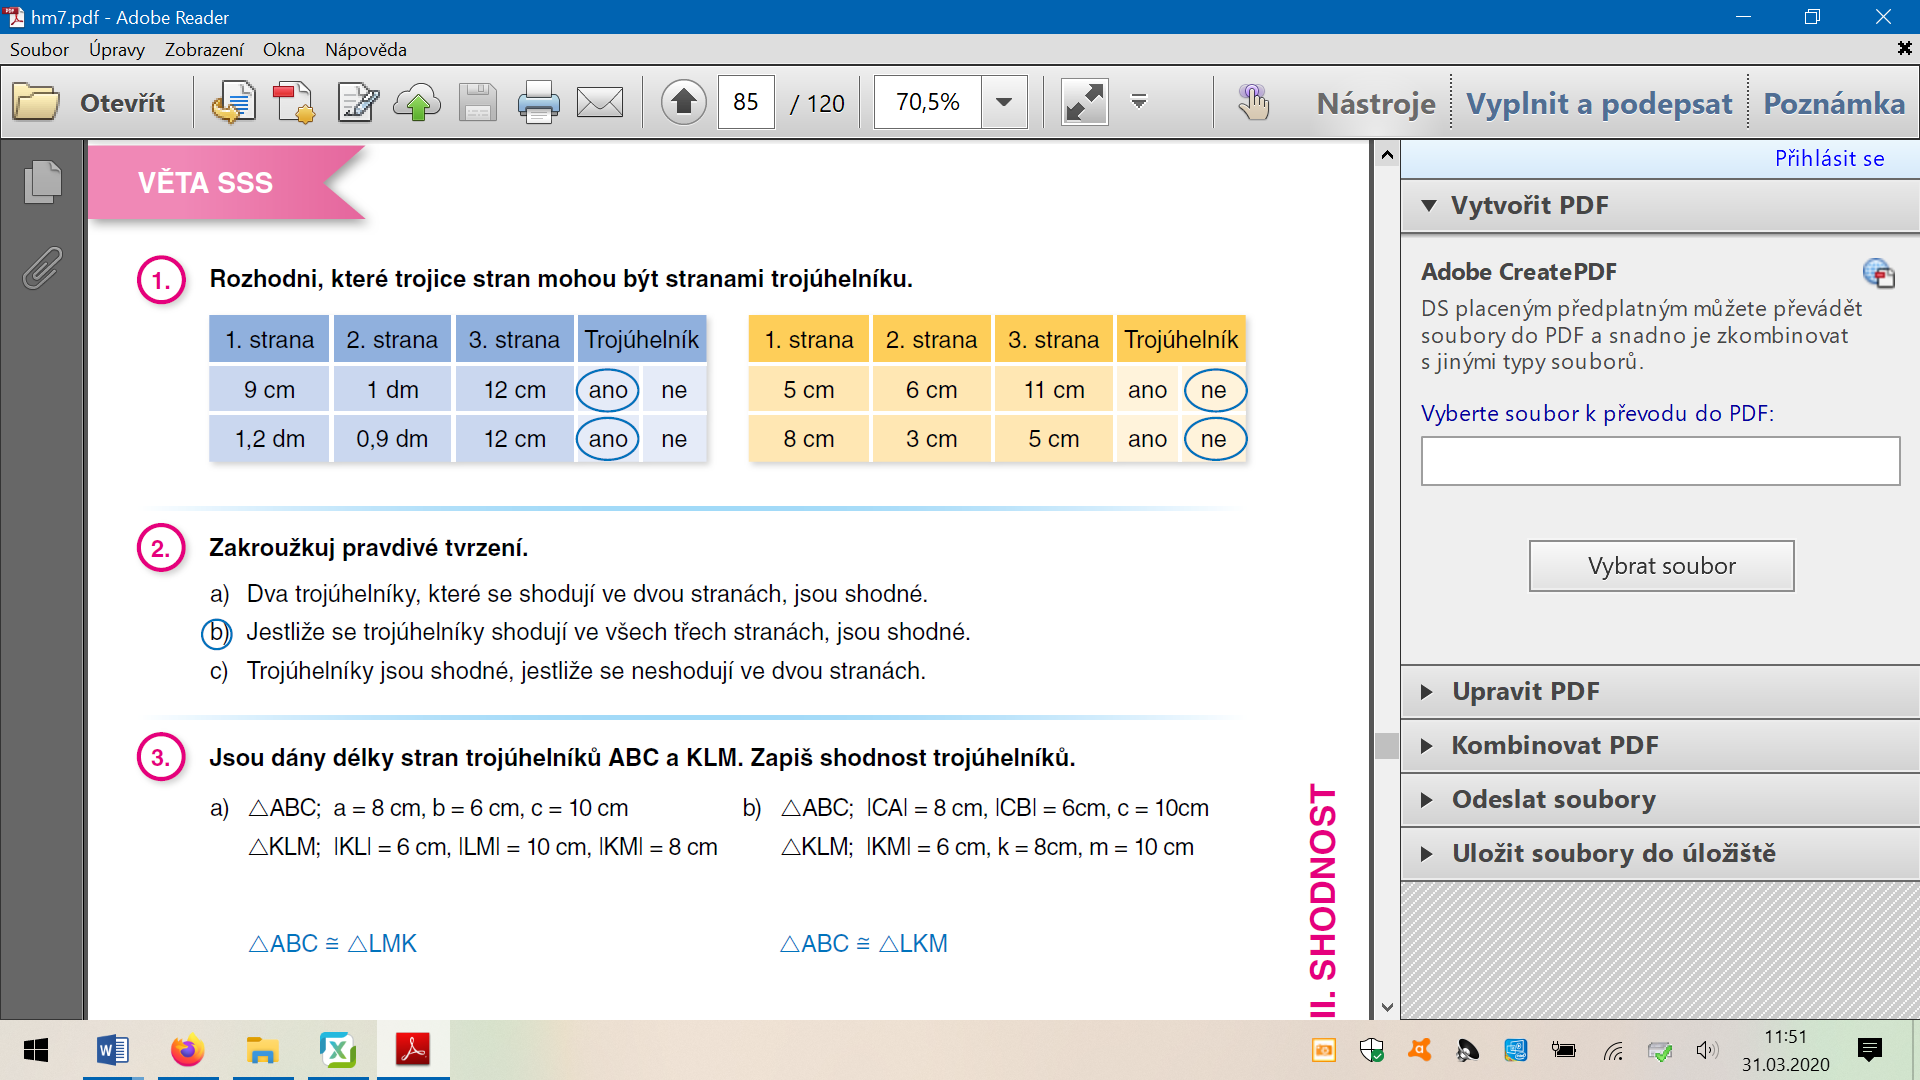 hm7.pdf - Adobe Reader
Soubor Úpravy Zobrazení Okna Nápověda
Otevřít 85 / 120 70,5% Nástroje Vyplnit a podepsat Poznámka
VĚTA SSS
1. Rozhodni, které trojice stran mohou být stranami trojúhelníku.
1. strana 2. strana 3. strana Trojúhelník
9 cm 1 dm 12 cm ano ne
1,2 dm 0,9 dm 12 cm ano ne
1. strana 2. strana 3. strana Trojúhelník
5 cm 6 cm 11 cm ano ne
8 cm 3 cm 5 cm ano ne
2. Zakroužkuj pravdivé tvrzení.
a) Dva trojúhelníky, které se shodují ve dvou stranách, jsou shodné.
b) Jestliže se trojúhelníky shodují ve všech třech stranách, jsou shodné.
c) Trojúhelníky jsou shodné, jestliže se neshodují ve dvou stranách.
3. Jsou dány délky stran trojúhelníků ABC a KLM. Zapiš shodnost trojúhelníků.
a) △ABC; a = 8 cm, b = 6 cm, c = 10 cm
△KLM; |KL| = 6 cm, |LM| = 10 cm, |KM| = 8 cm
△ABC ≅ △LMK
b) △ABC; |CA| = 8 cm, |CB| = 6cm, c = 10cm
△KLM; |KM| = 6 cm, k = 8cm, m = 10 cm
△ABC ≅ △LKM
II. SHODNOST
Přihlásit se
Vytvořit PDF
Adobe CreatePDF
DS placeným předplatným můžete převádět
soubory do PDF a snadno je zkombinovat
s jinými typy souborů.
Vyberte soubor k převodu do PDF:
Vybrat soubor
Upravit PDF
Kombinovat PDF
Odeslat soubory
Uložit soubory do úložiště
11:51
31.03.2020